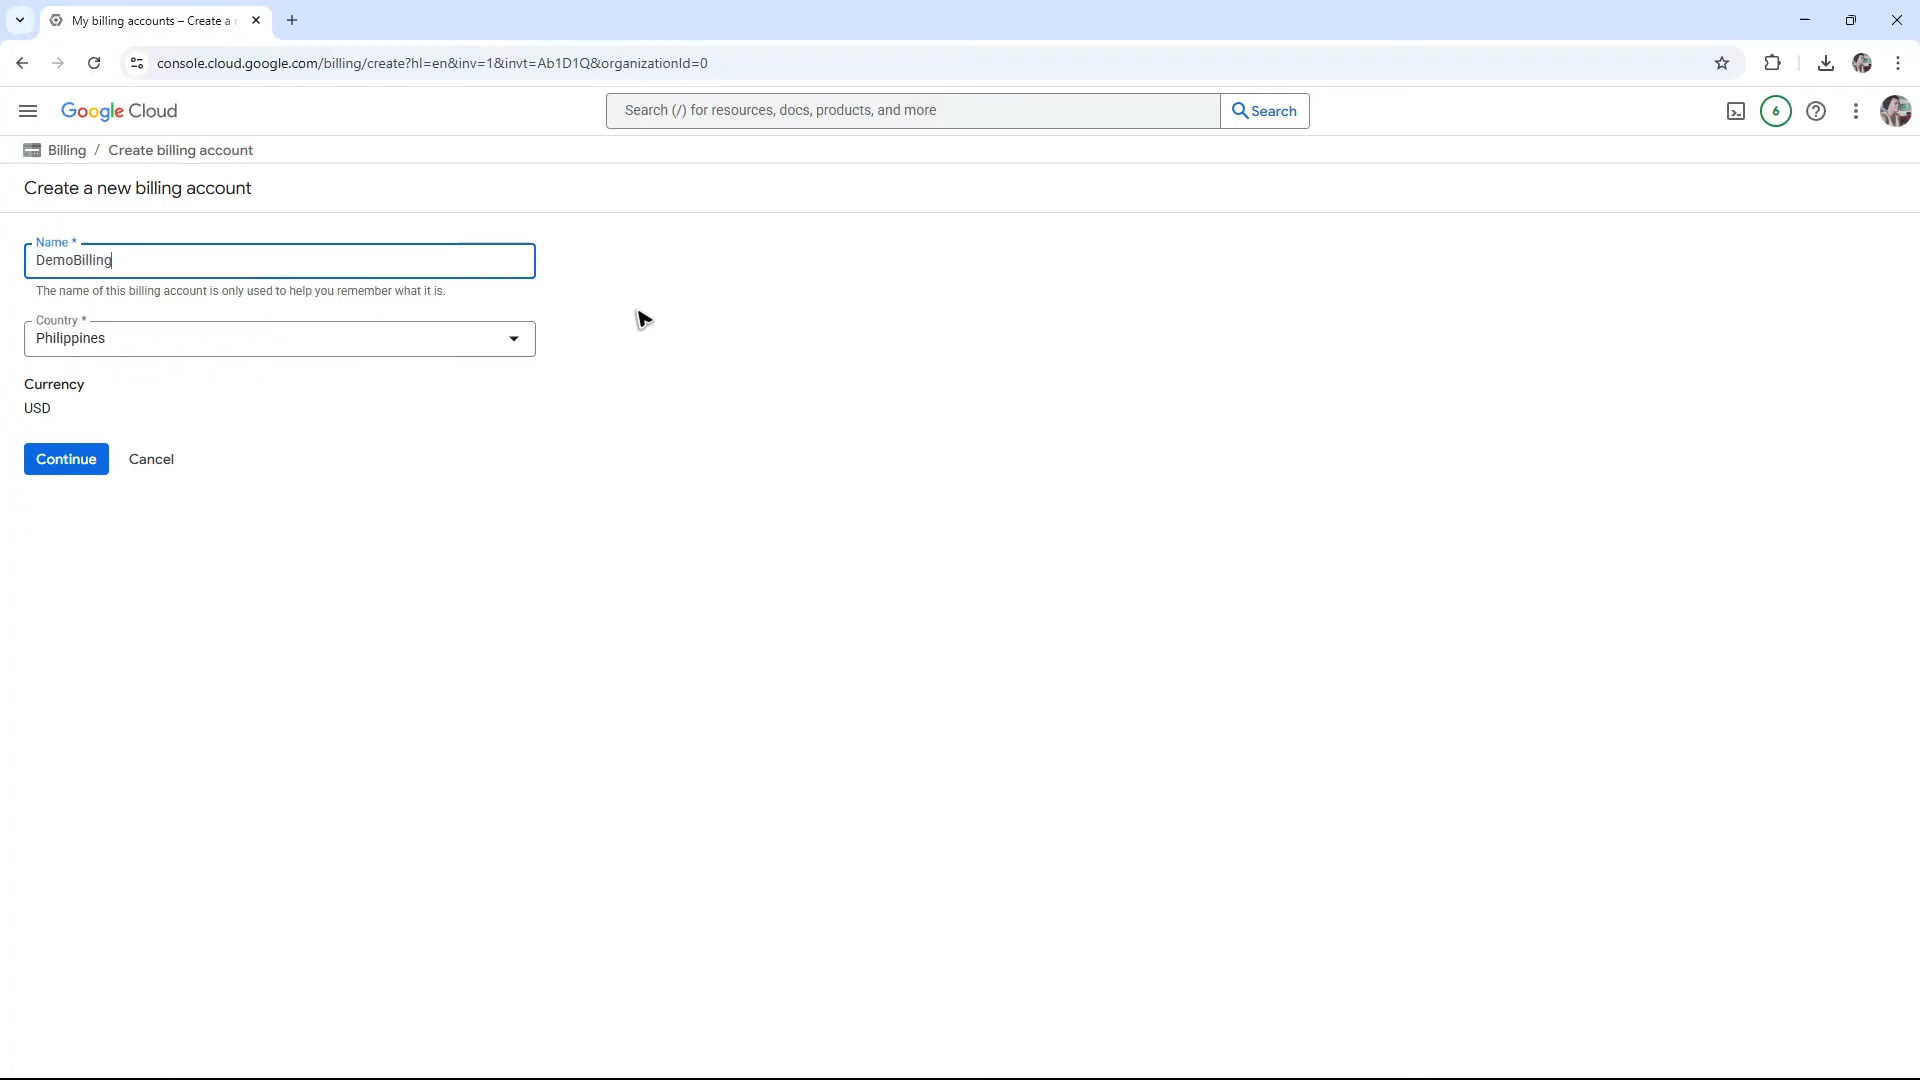 My billing accounts – Create a
console.cloud.google.com/billing/create?hl=en&inv=1&invt=Ab1D1Q&organizationId=0
Google Cloud
Search (/) for resources, docs, products, and more
Search
6
Billing / Create billing account
Create a new billing account
Name *
DemoBilling
The name of this billing account is only used to help you remember what it is.
Country *
Philippines
Currency
USD
Continue
Cancel